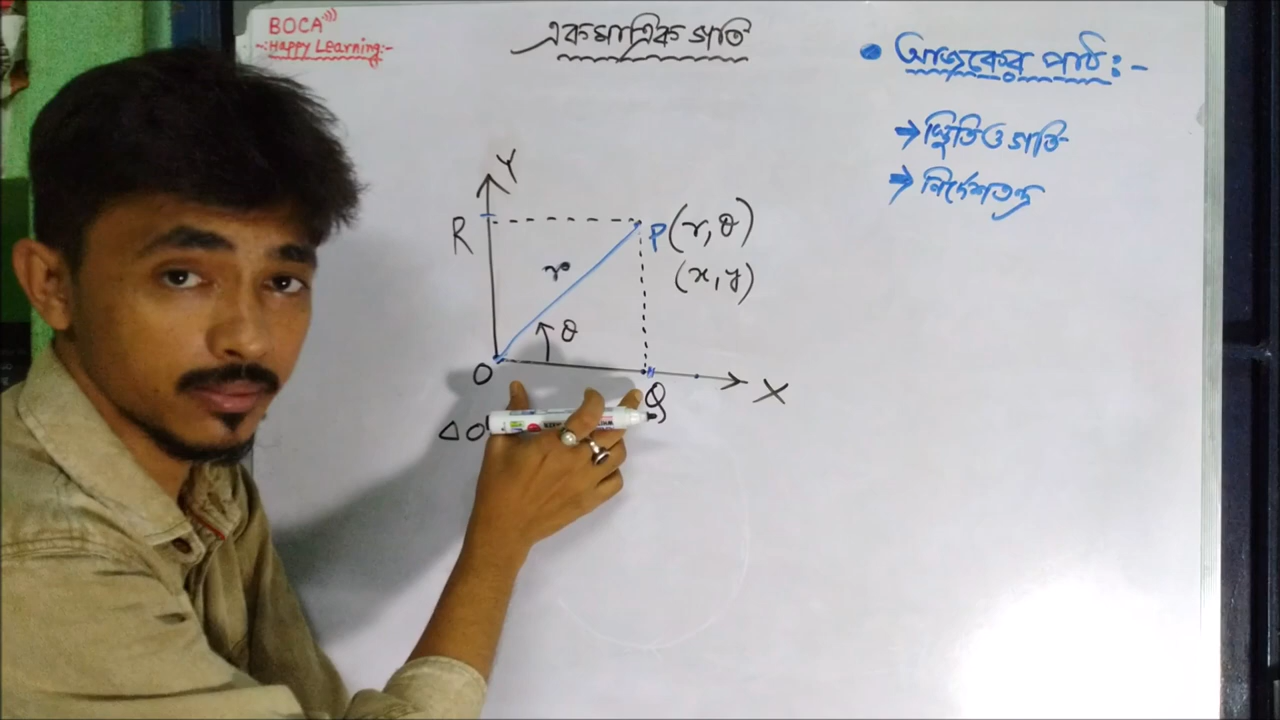 BOCA
-:Happy Learning:-
একমাত্রিক গতি
• আজকের পাঠ :-
→ স্থিতি ও গতি
→ নির্দেশতন্ত্র
Y
R
P(r, θ)
(x, y)
r
θ
O
Q
X
Δ O